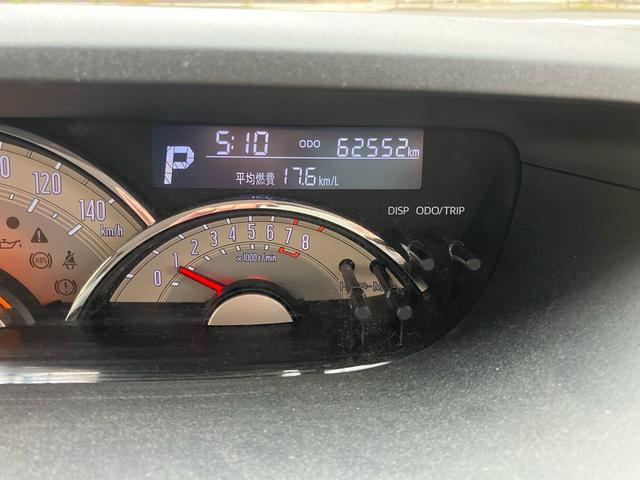 5:10 ODO 62552km
P
平均燃費 17.6km/L
DISP ODO/TRIP
120
140
km/h
ABS
0 1 2 3 4 5 6 7 8
×1000r/min